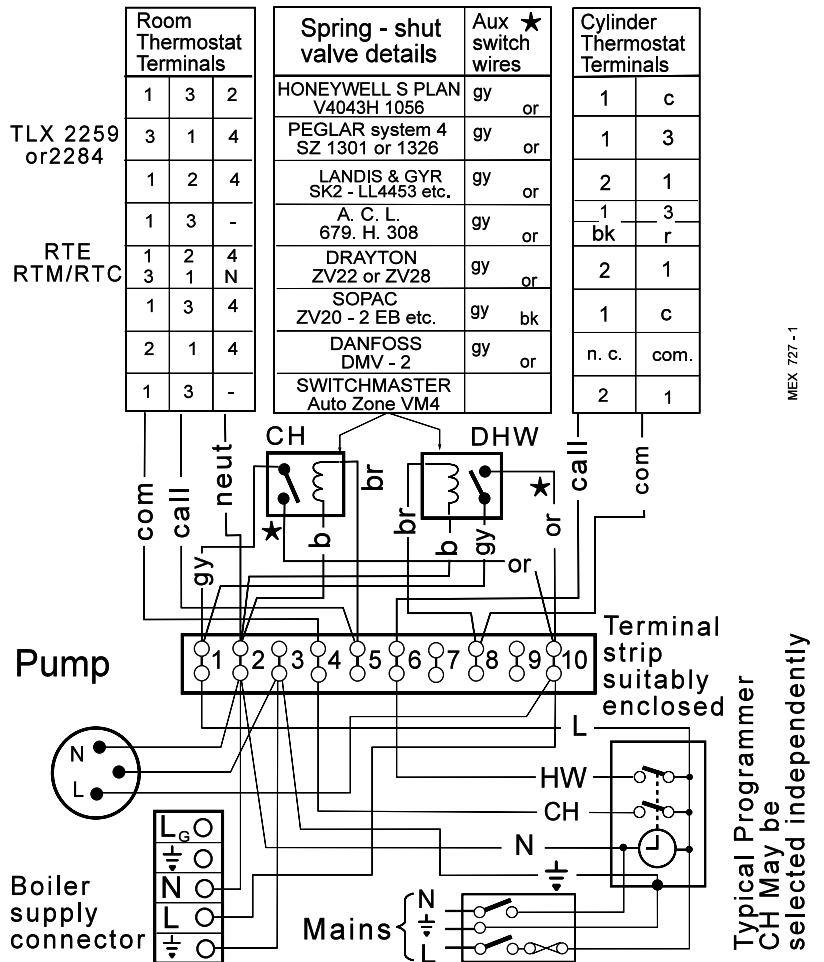 Room
Thermostat
Terminals
Spring - shut
valve details
Aux ★
switch
wires
Cylinder
Thermostat
Terminals
1 3 2
HONEYWELL S PLAN
V4043H 1056
gy or
1 c
TLX 2259
or2284
3 1 4
PEGLAR system 4
SZ 1301 or 1326
gy or
1 3
1 2 4
LANDIS & GYR
SK2 - LL4453 etc.
gy or
2 1
1 3 -
A. C. L.
679. H. 308
gy or
1 3
bk r
RTE
RTM/RTC
1 2 4
3 1 N
DRAYTON
ZV22 or ZV28
gy or
2 1
1 3 4
SOPAC
ZV20 - 2 EB etc.
gy bk
1 c
2 1 4
DANFOSS
DMV - 2
gy or
n. c. com.
1 3 -
SWITCHMASTER
Auto Zone VM4
2 1
MEX 727 - 1
CH
DHW
com
call
neut
gy
★
b
br
br
b
gy
★
or
or
call
com
1 2 3 4 5 6 7 8 9 10
Terminal
strip
suitably
enclosed
Pump
N
L
L
HW
CH
N
Typical Programmer
CH May be
selected independently
Boiler
supply
connector
LG
N
L
Mains
N
L